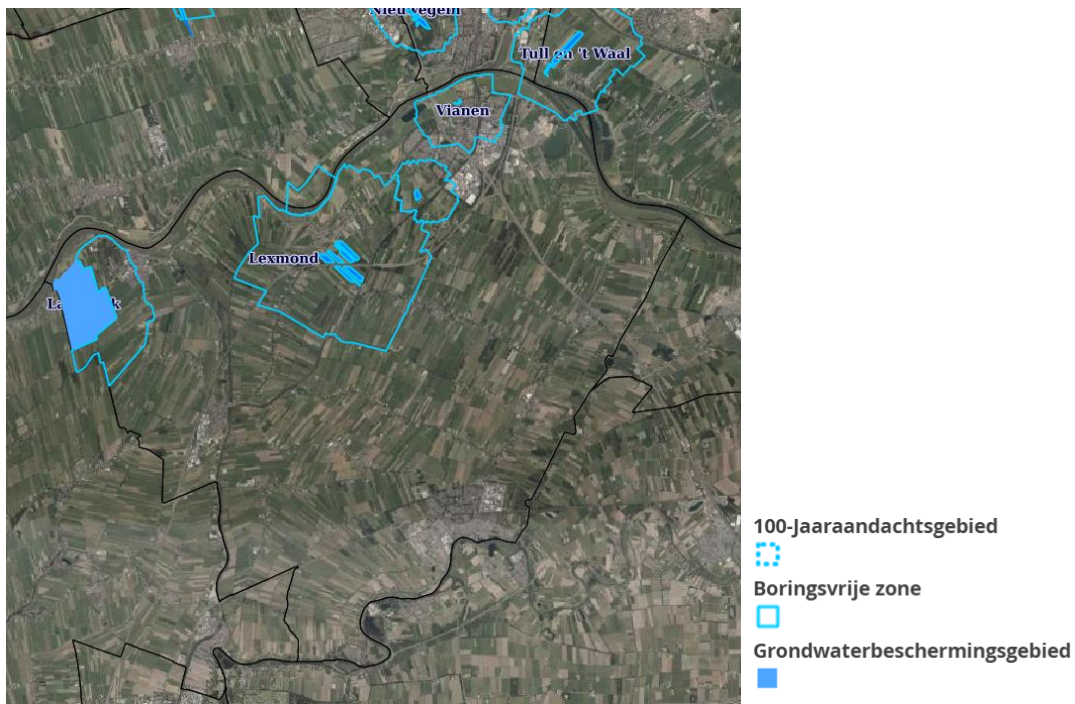 Nieuwegein
Tull en 't Waal
Vianen
Lexmond
100-Jaaraandachtsgebied
Boringsvrije zone
Grondwaterbeschermingsgebied